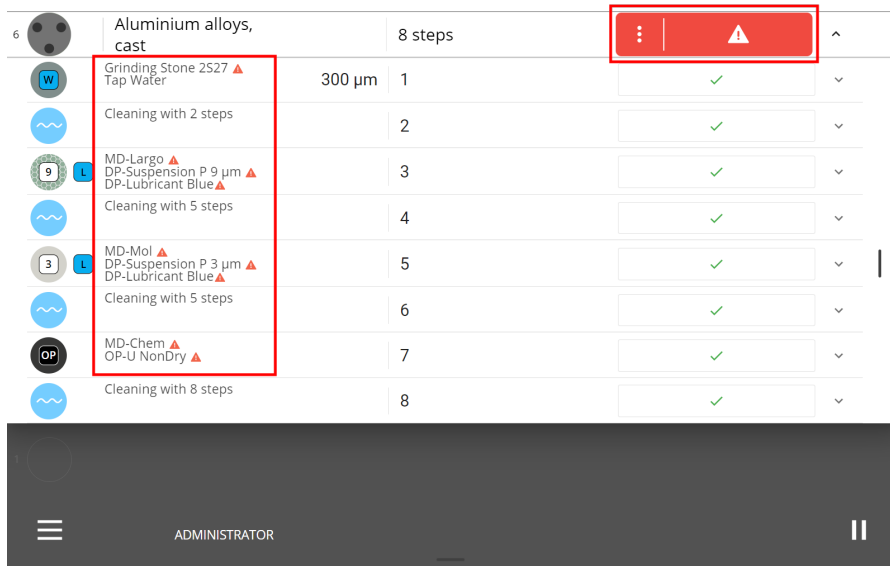 6
Aluminium alloys,
cast
8 steps
W
Grinding Stone 2S27
Tap Water
300 µm
1
Cleaning with 2 steps
2
9
L
MD-Largo
DP-Suspension P 9 µm
DP-Lubricant Blue
3
Cleaning with 5 steps
4
3
L
MD-Mol
DP-Suspension P 3 µm
DP-Lubricant Blue
5
Cleaning with 5 steps
6
OP
MD-Chem
OP-U NonDry
7
Cleaning with 8 steps
8
1
ADMINISTRATOR